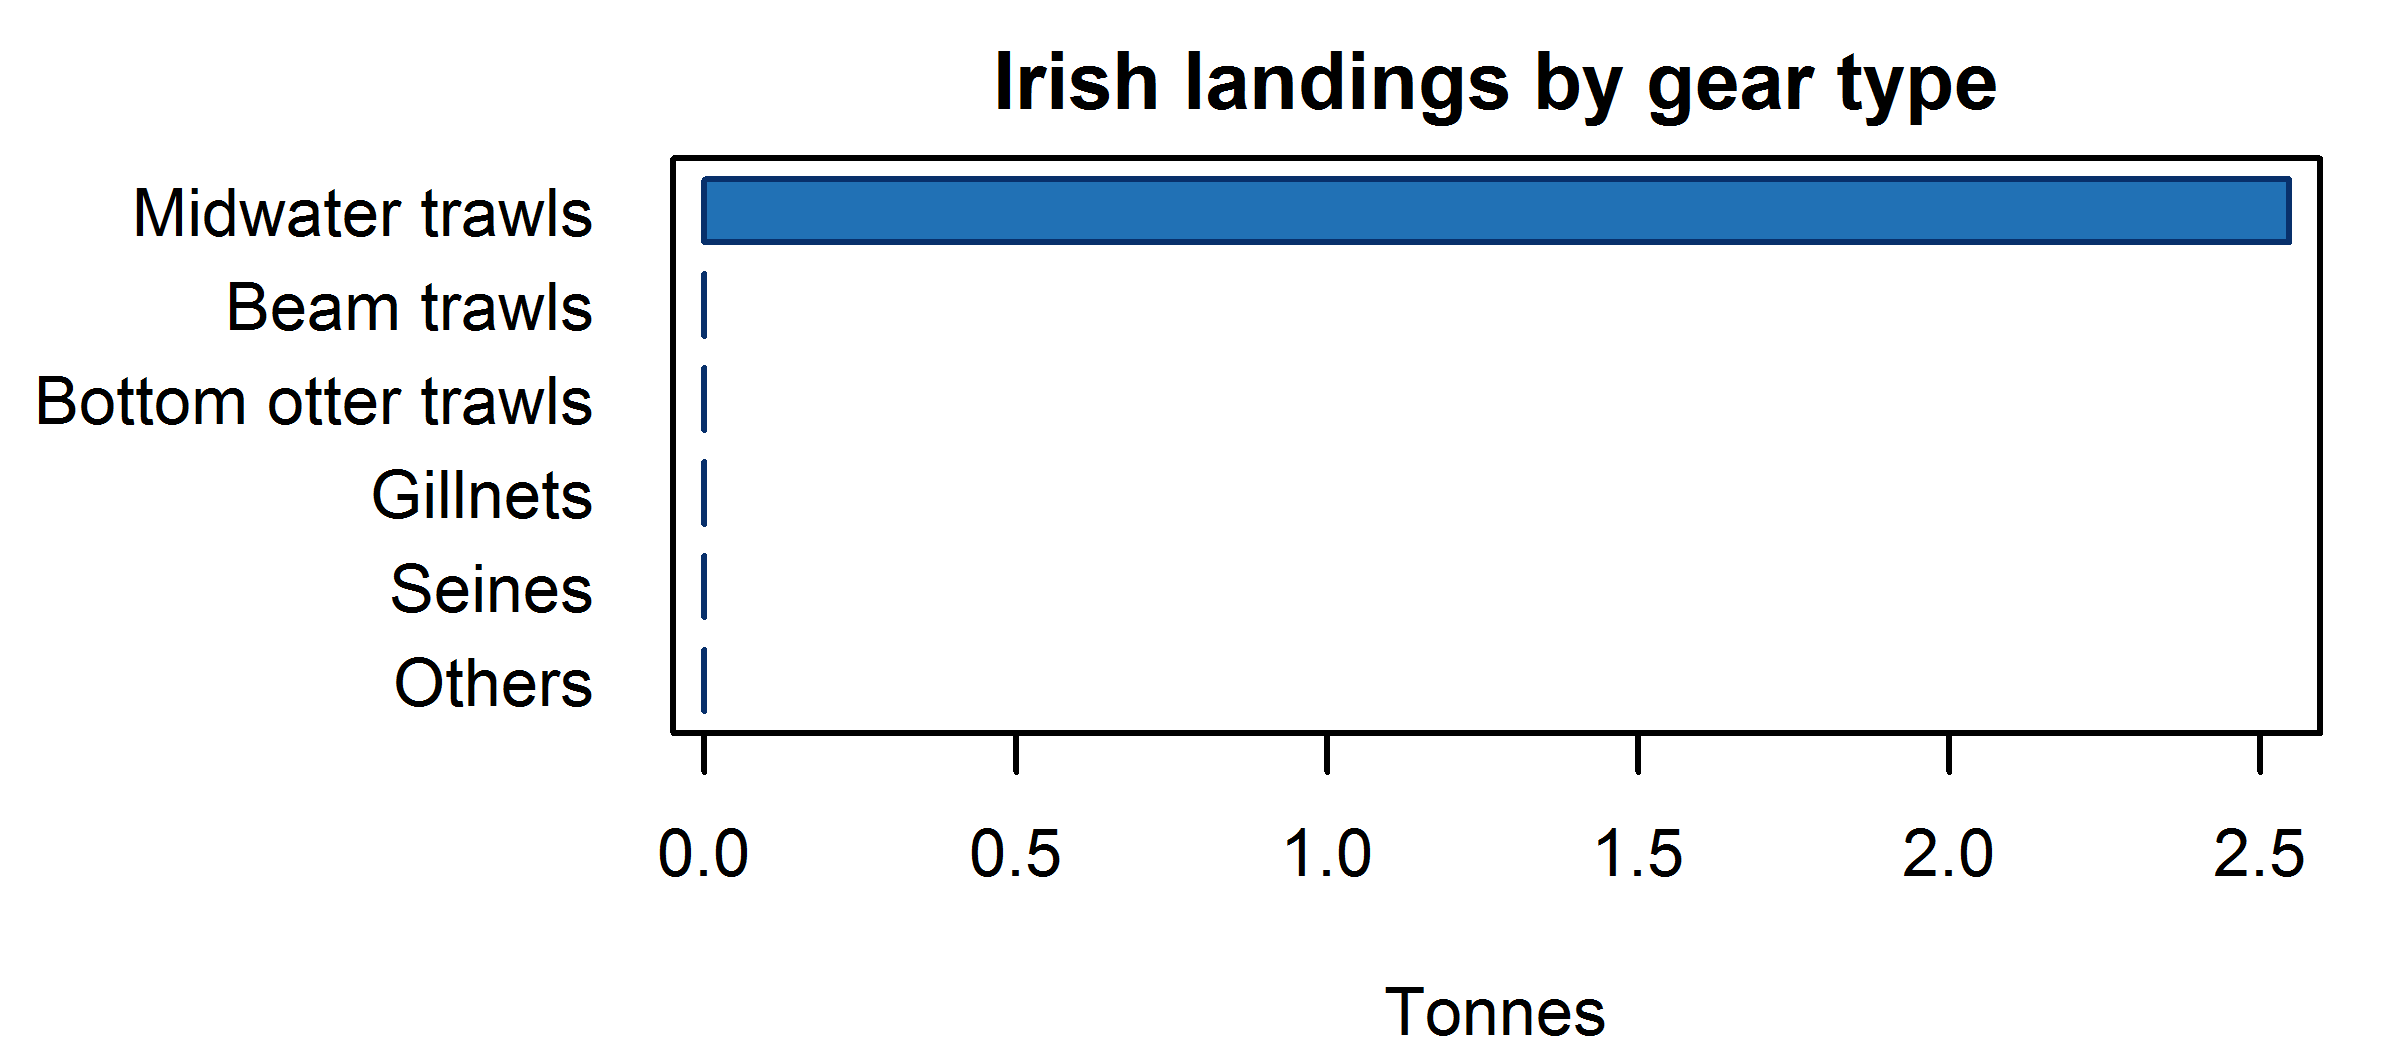 Irish landings by gear type
Midwater trawls
Beam trawls
Bottom otter trawls
Gillnets
Seines
Others
0.0 0.5 1.0 1.5 2.0 2.5
Tonnes